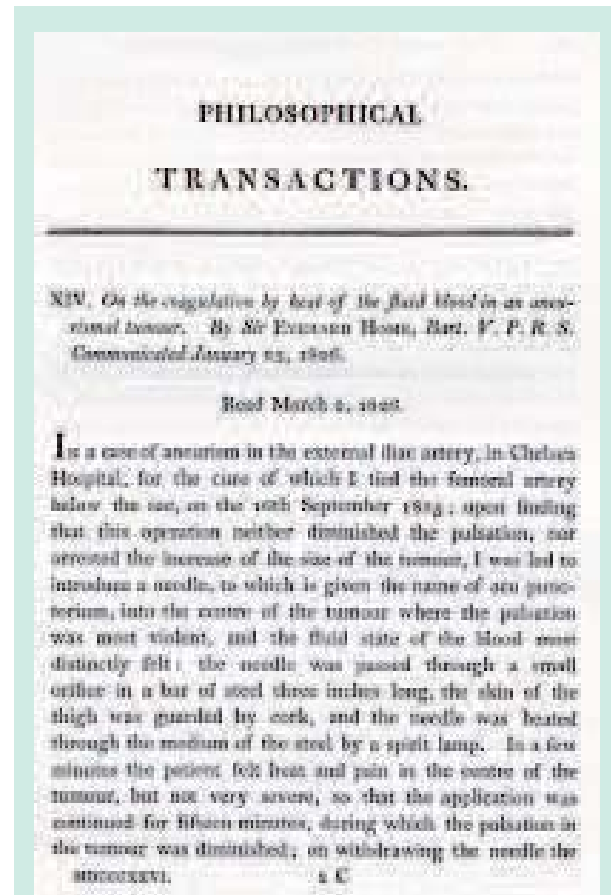 PHILOSOPHICAL
TRANSACTIONS.
XIV. On the coagulation by heat of the fluid blood in an aneu-
rismal tumour. By Sir EVERARD HOME, Bart. V. P. R. S.
Communicated January 1826.
Read March 1826.
In a case of aneurism in the external iliac artery, in Chelsea
Hospital, for the cure of which I tied the femoral artery
below the sac, on the September upon finding
that this operation neither diminished the pulsation, nor
arrested the increase of the size of the tumour, I was led to
introduce a needle, to which is given the name of acu punc-
torium, into the centre of the tumour where the pulsation
was most violent, and the fluid state of the blood most
distinctly felt: the needle was passed through a small
orifice in a bar of steel three inches long, the skin of the
thigh was guarded by cork, and the needle was heated
through the medium of the steel by a spirit lamp. In a few
minutes the patient felt heat and pain in the centre of the
tumour, but not very severe, so that the application was
continued for fifteen minutes, during which the pulsation in
the tumour was diminished; on withdrawing the needle the
MDCCCXXVI. 2 C